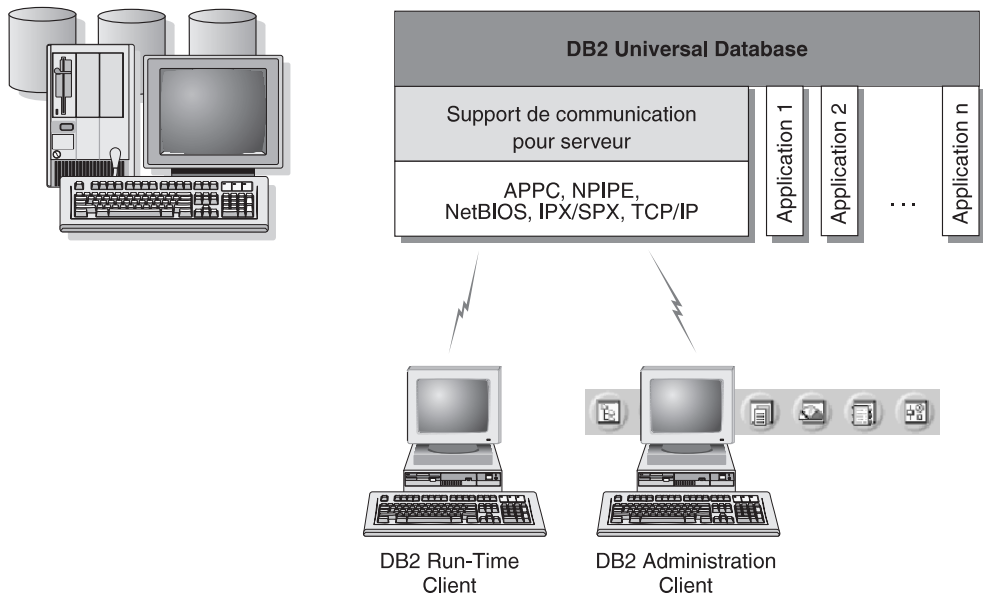 DB2 Universal Database
Support de communication
pour serveur
APPC, NPIPE,
NetBIOS, IPX/SPX, TCP/IP
Application 1
Application 2
...
Application n
DB2 Run-Time
Client
DB2 Administration
Client